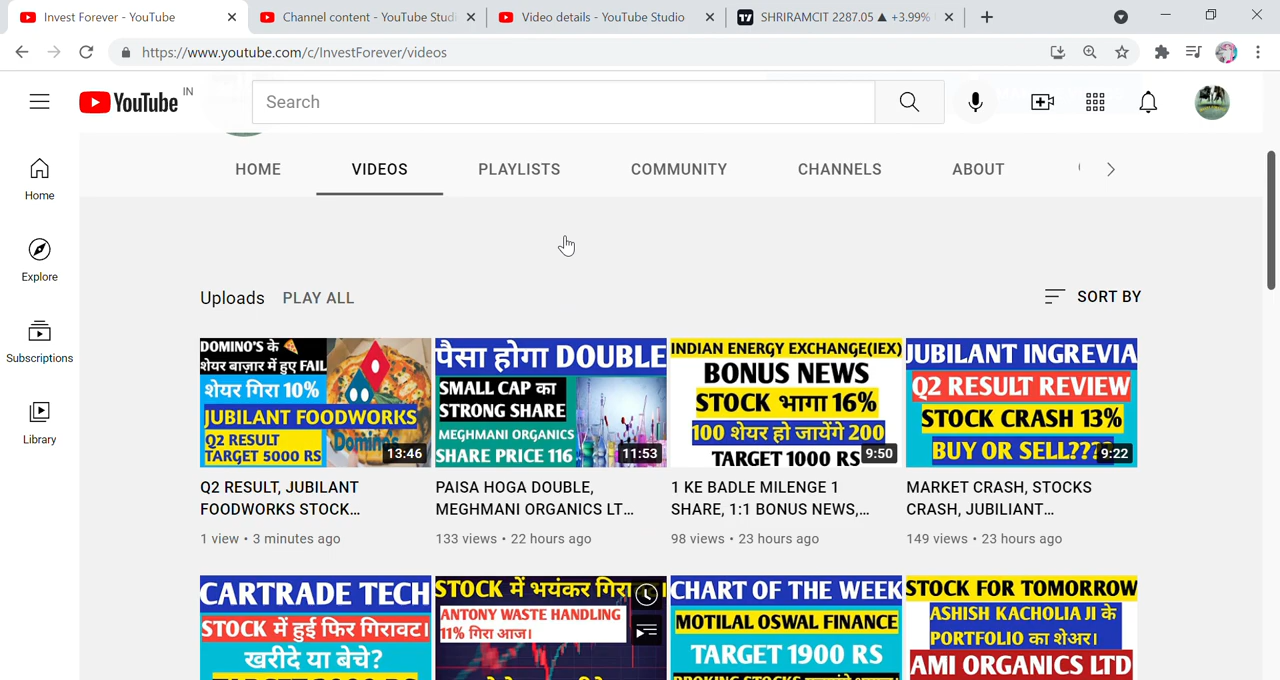 Invest Forever - YouTube
Channel content - YouTube Studi
Video details - YouTube Studio
SHRIRAMCIT 2287.05 ▲ +3.99%
https://www.youtube.com/c/InvestForever/videos
YouTube IN
Search
HOME VIDEOS PLAYLISTS COMMUNITY CHANNELS ABOUT
Home
Explore
Subscriptions
Library
Uploads PLAY ALL
SORT BY
DOMINO'S के
शेयर बाज़ार में हुए FAIL
शेयर गिरा 10%
JUBILANT FOODWORKS
Q2 RESULT
TARGET 5000 RS
Domino's
13:46
पैसा होगा DOUBLE
SMALL CAP का
STRONG SHARE
MEGHMANI ORGANICS
SHARE PRICE 116
11:53
INDIAN ENERGY EXCHANGE(IEX)
BONUS NEWS
STOCK भागा 16%
100 शेयर हो जायेंगे 200
TARGET 1000 RS
9:50
JUBILANT INGREVIA
Q2 RESULT REVIEW
STOCK CRASH 13%
BUY OR SELL???
9:22
Q2 RESULT, JUBILANT
FOODWORKS STOCK...
1 view • 3 minutes ago
PAISA HOGA DOUBLE,
MEGHMANI ORGANICS LT...
133 views • 22 hours ago
1 KE BADLE MILENGE 1
SHARE, 1:1 BONUS NEWS,...
98 views • 23 hours ago
MARKET CRASH, STOCKS
CRASH, JUBILIANT...
149 views • 23 hours ago
CARTRADE TECH
STOCK में हुई फिर गिरावट।
खरीदे या बेचे?
STOCK में भयंकर
ANTONY WASTE HANDLING
11% गिरा आज।
CHART OF THE WEEK
MOTILAL OSWAL FINANCE
TARGET 1900 RS
STOCK FOR TOMORROW
ASHISH KACHOLIA JI के
PORTFOLIO का शेअर।
AMI ORGANICS LTD